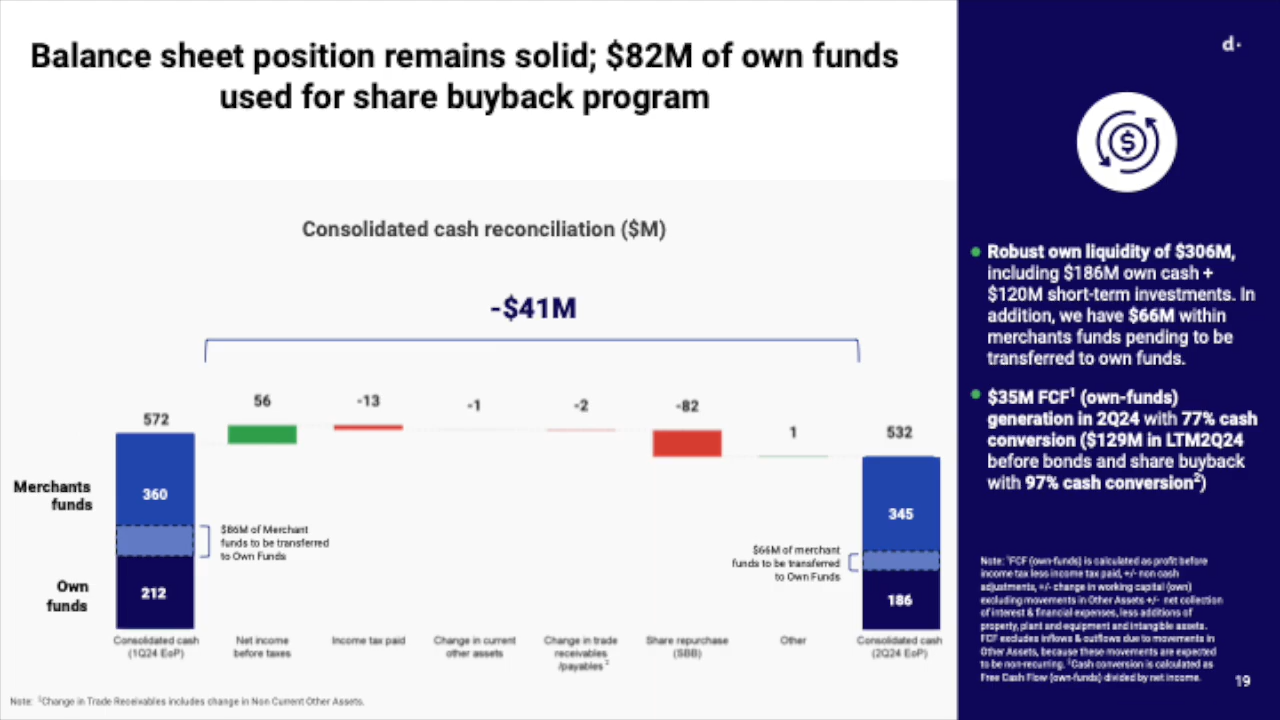 d·
Balance sheet position remains solid; $82M of own funds
used for share buyback program
Consolidated cash reconciliation ($M)
-$41M
572
56
-13
-1
-2
-82
1
532
Merchants
funds
360
345
$86M of Merchant
funds to be transferred
to Own Funds
$66M of merchant
funds to be transferred
to Own Funds
Own
funds
212
186
Consolidated cash
(1Q24 EoP)
Net income
before taxes
Income tax paid
Change in current
other assets
Change in trade
receivables
/payables ²
Share repurchase
(SBB)
Other
Consolidated cash
(2Q24 EoP)
Note: ²Change in Trade Receivables includes change in Non Current Other Assets.
Robust own liquidity of $306M,
including $186M own cash +
$120M short-term investments. In
addition, we have $66M within
merchants funds pending to be
transferred to own funds.
$35M FCF¹ (own-funds)
generation in 2Q24 with 77% cash
conversion ($129M in LTM2Q24
before bonds and share buyback
with 97% cash conversion²)
Note: ¹FCF (own-funds) is calculated as profit before
income tax less income tax paid, +/- non cash
adjustments, +/- change in working capital (own)
excluding movements in Other Assets +/- net collection
of interest & financial expenses, less additions of
property, plant and equipment and intangible assets.
FCF excludes inflows & outflows due to movements in
Other Assets, because these movements are expected
to be non-recurring. ²Cash conversion is calculated as
Free Cash Flow (own-funds) divided by net income.
19